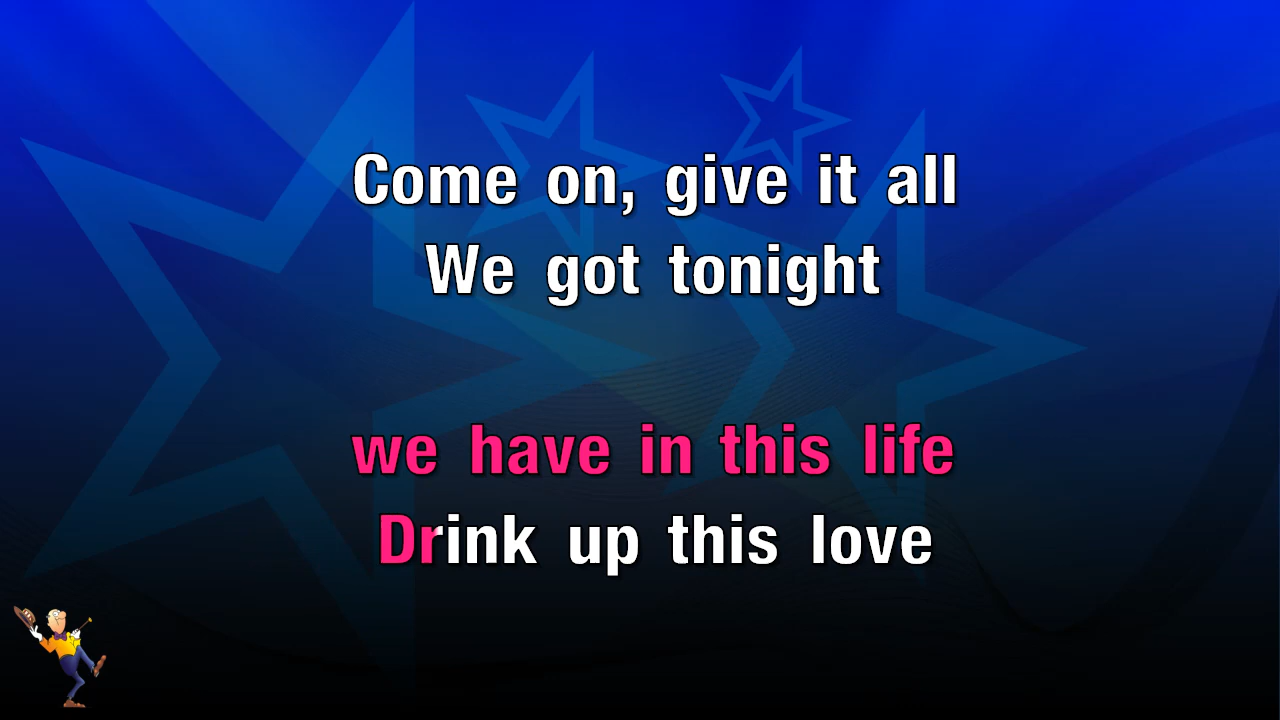 Come on, give it all
We got tonight
we have in this life
Drink up this love